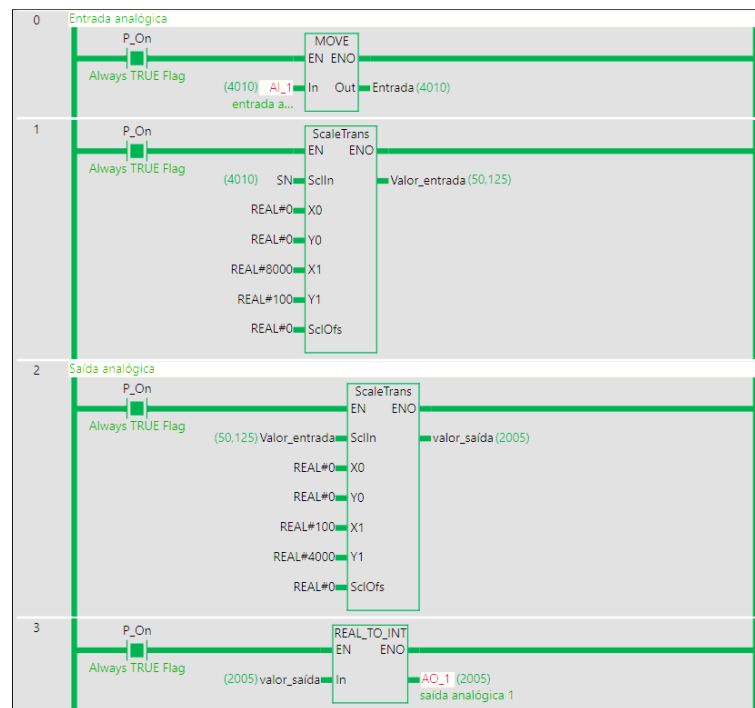 0 Entrada analógica
P_On
MOVE
EN ENO
Always TRUE Flag
(4010) AI_1 In Out Entrada (4010)
entrada a...
1
P_On
ScaleTrans
EN ENO
Always TRUE Flag
(4010) SN SclIn Valor_entrada (50,125)
REAL#0 X0
REAL#0 Y0
REAL#8000 X1
REAL#100 Y1
REAL#0 SclOfs
2 Saída analógica
P_On
ScaleTrans
EN ENO
Always TRUE Flag
(50,125) Valor_entrada SclIn valor_saída (2005)
REAL#0 X0
REAL#0 Y0
REAL#100 X1
REAL#4000 Y1
REAL#0 SclOfs
3
P_On
REAL_TO_INT
EN ENO
Always TRUE Flag
(2005) valor_saída In AO_1 (2005)
saída analógica 1